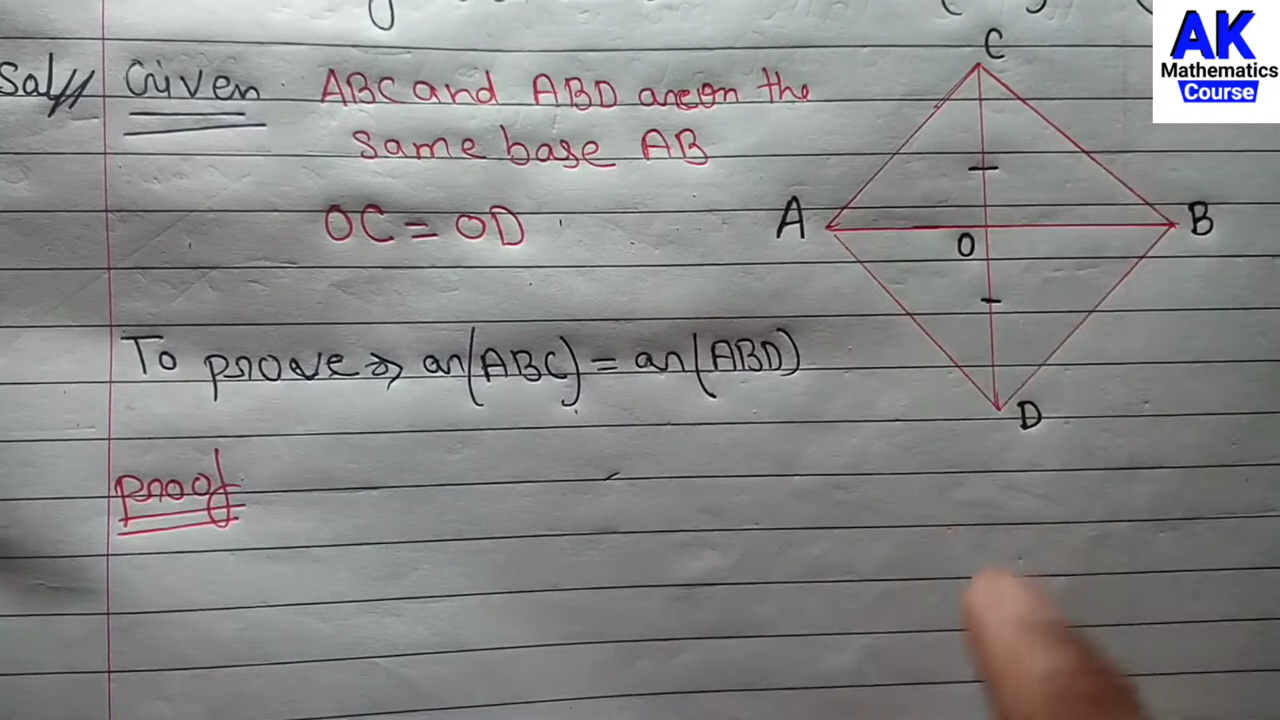 Sol// Given ABC and ABD are on the
same base AB
OC = OD
To prove ⇒ ar(ABC) = ar(ABD)
Proof
C
A
B
O
D
AK
Mathematics
Course